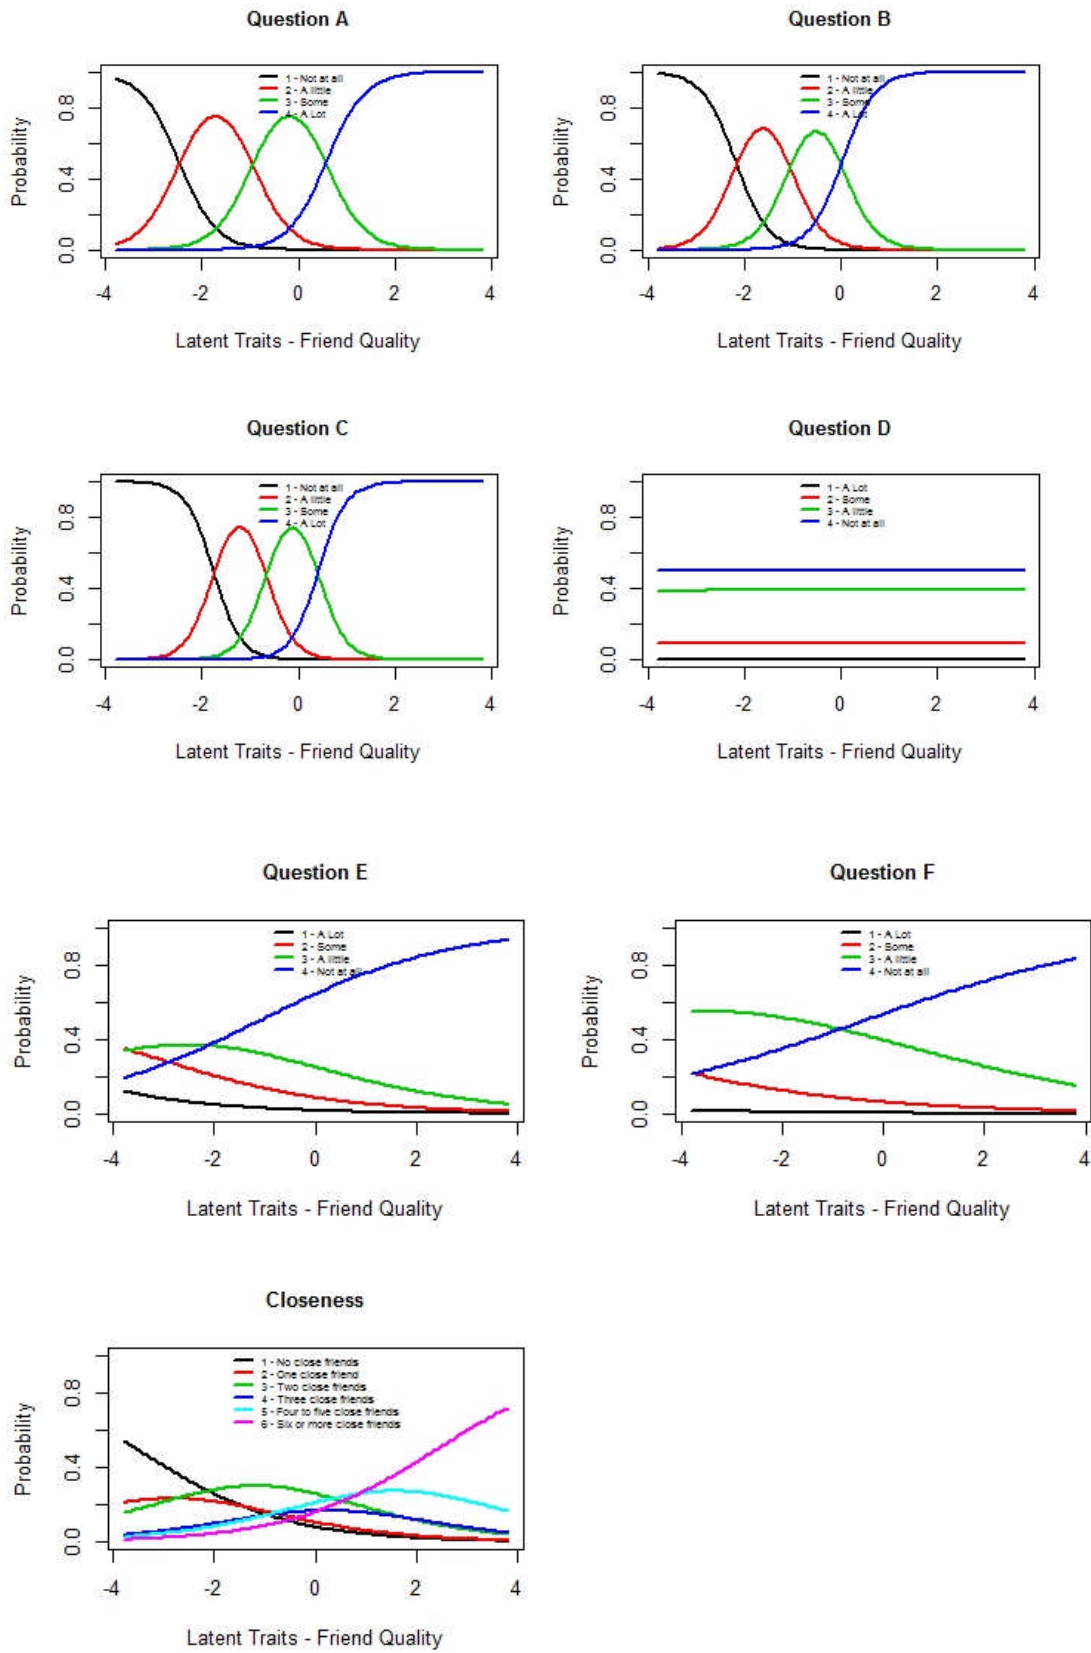 Question A
Probability
0.0 0.4 0.8
1 - Not at all
2 - A little
3 - Some
4 - A Lot
-4 -2 0 2 4
Latent Traits - Friend Quality
Question B
Probability
0.0 0.4 0.8
1 - Not at all
2 - A little
3 - Some
4 - A Lot
-4 -2 0 2 4
Latent Traits - Friend Quality
Question C
Probability
0.0 0.4 0.8
1 - Not at all
2 - A little
3 - Some
4 - A Lot
-4 -2 0 2 4
Latent Traits - Friend Quality
Question D
Probability
0.0 0.4 0.8
1 - A Lot
2 - Some
3 - A little
4 - Not at all
-4 -2 0 2 4
Latent Traits - Friend Quality
Question E
Probability
0.0 0.4 0.8
1 - A Lot
2 - Some
3 - A little
4 - Not at all
-4 -2 0 2 4
Latent Traits - Friend Quality
Question F
Probability
0.0 0.4 0.8
1 - A Lot
2 - Some
3 - A little
4 - Not at all
-4 -2 0 2 4
Latent Traits - Friend Quality
Closeness
Probability
0.0 0.4 0.8
1 - No close friends
2 - One close friend
3 - Two close friends
4 - Three close friends
5 - Four to five close friends
6 - Six or more close friends
-4 -2 0 2 4
Latent Traits - Friend Quality